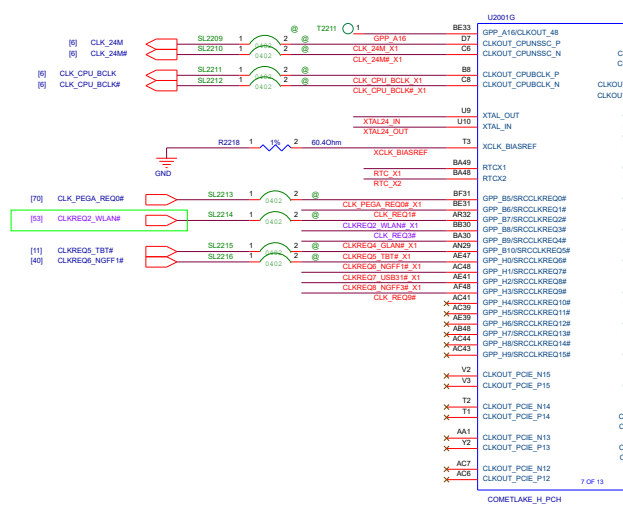 U2001G
@ T2211 1 BE33 GPP_A16/CLKOUT_48
GPP_A16
[6] CLK_24M SL2209 1 2 @ D7 CLKOUT_CPUNSSC_P
0402 CLK_24M_X1
[6] CLK_24M# SL2210 1 2 @ C6 CLKOUT_CPUNSSC_N
0402 CLK_24M#_X1
[6] CLK_CPU_BCLK SL2211 1 2 @ B8 CLKOUT_CPUBCLK_P
0402 CLK_CPU_BCLK_X1
[6] CLK_CPU_BCLK# SL2212 1 2 @ C8 CLKOUT_CPUBCLK_N
0402 CLK_CPU_BCLK#_X1
CLKOU
CLKOUT
U9 XTAL_OUT
XTAL24_IN
U10 XTAL_IN
XTAL24_OUT
R2218 1 1% 2 60.4Ohm T3 XCLK_BIASREF
XCLK_BIASREF
GND
BA49 RTCX1
RTC_X1
BA48 RTCX2
RTC_X2
[70] CLK_PEGA_REQ0# SL2213 1 2 @ BF31 GPP_B5/SRCCLKREQ0#
0402 CLK_PEGA_REQ0#_X1
BE31 GPP_B6/SRCCLKREQ1#
CLK_REQ1#
[53] CLKREQ2_WLAN# SL2214 1 2 @ AR32 GPP_B7/SRCCLKREQ2#
0402 CLKREQ2_WLAN#_X1
BB30 GPP_B8/SRCCLKREQ3#
CLK_REQ3#
BA30 GPP_B9/SRCCLKREQ4#
CLKREQ4_GLAN#_X1
[11] CLKREQ5_TBT# SL2215 1 2 @ AN29 GPP_B10/SRCCLKREQ5#
0402 CLKREQ5_TBT#_X1
[40] CLKREQ6_NGFF1# SL2216 1 2 @ AE47 GPP_H0/SRCCLKREQ6#
0402 CLKREQ6_NGFF1#_X1
AC48 GPP_H1/SRCCLKREQ7#
CLKREQ7_USB31#_X1
AE41 GPP_H2/SRCCLKREQ8#
CLKREQ8_NGFF3#_X1
AF48 GPP_H3/SRCCLKREQ9#
CLK_REQ9#
AC41 GPP_H4/SRCCLKREQ10#
AC39 GPP_H5/SRCCLKREQ11#
AE39 GPP_H6/SRCCLKREQ12#
AB48 GPP_H7/SRCCLKREQ13#
AC44 GPP_H8/SRCCLKREQ14#
AC43 GPP_H9/SRCCLKREQ15#
V2 CLKOUT_PCIE_N15
V3 CLKOUT_PCIE_P15
T2 CLKOUT_PCIE_N14
T1 CLKOUT_PCIE_P14
AA1 CLKOUT_PCIE_N13
Y2 CLKOUT_PCIE_P13
AC7 CLKOUT_PCIE_N12
AC6 CLKOUT_PCIE_P12
7 OF 13
COMETLAKE_H_PCH